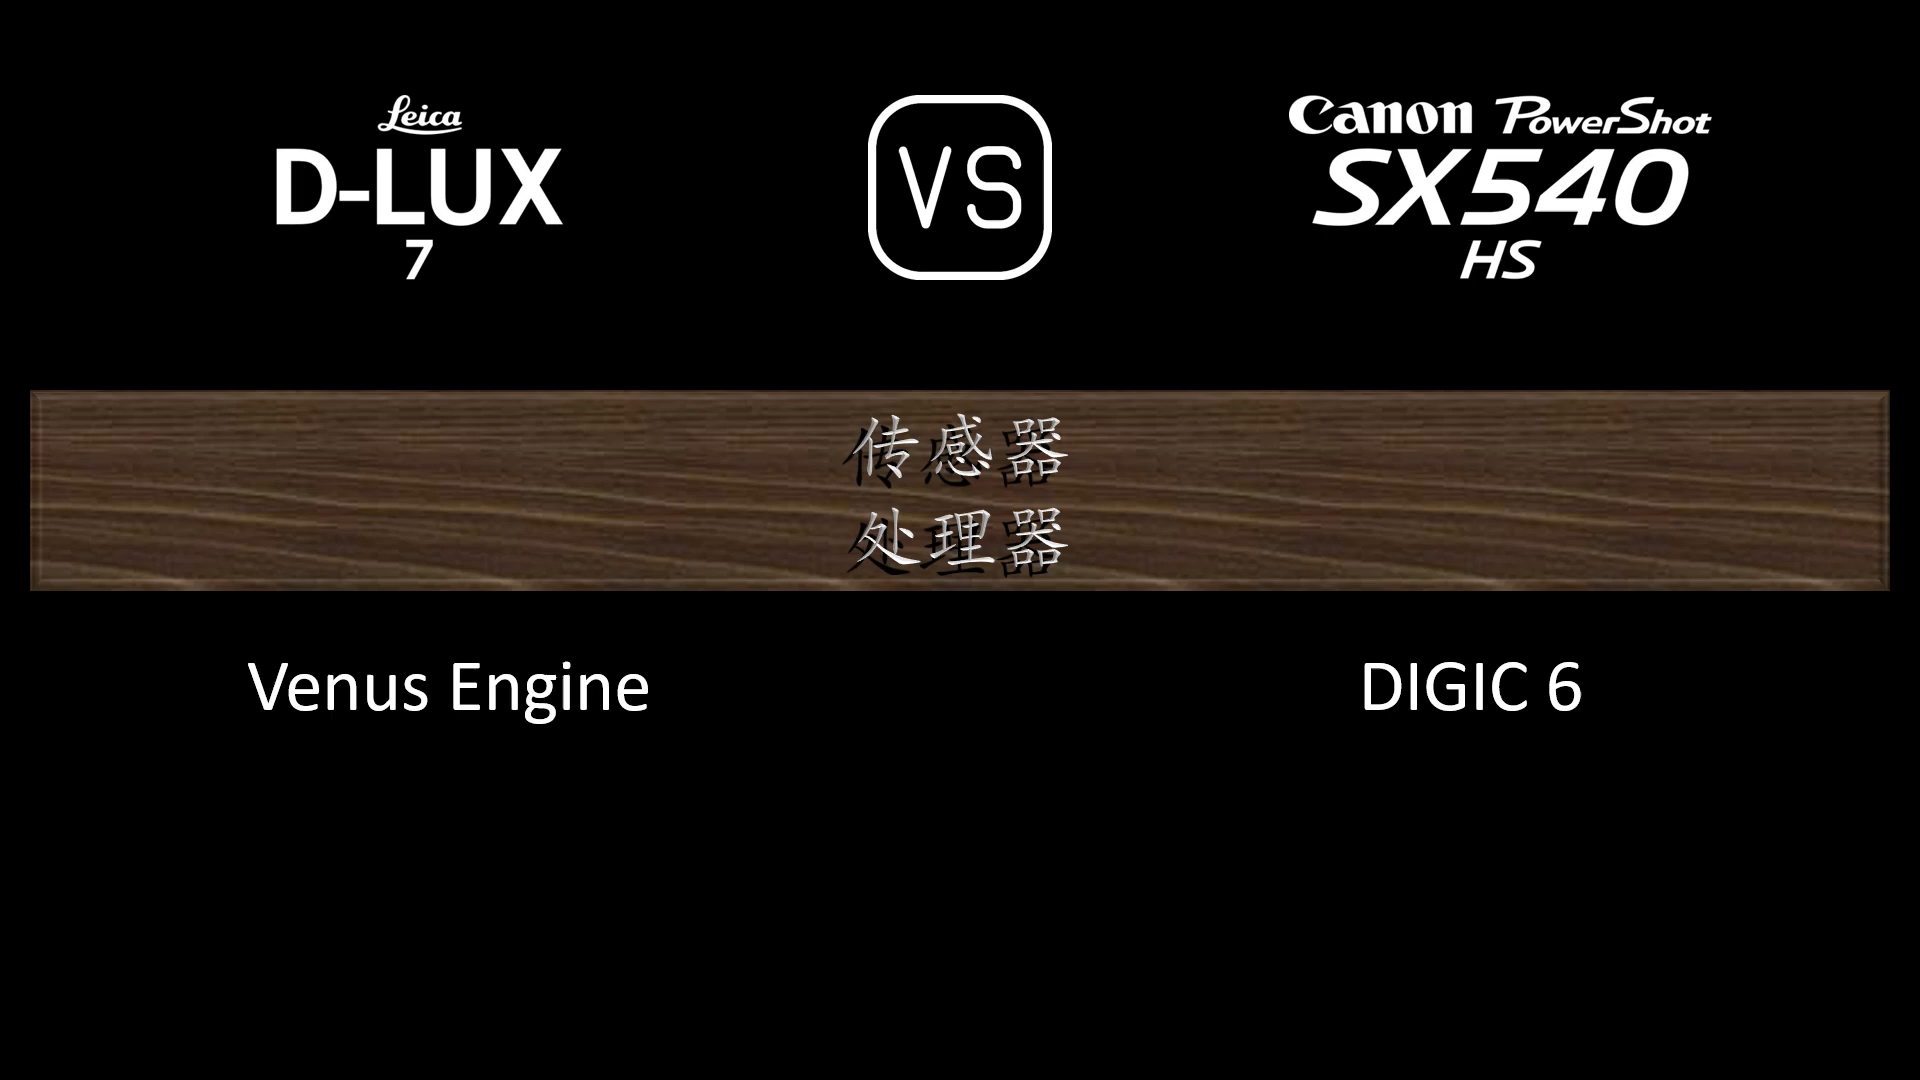 Leica
D-LUX
7
VS
Canon PowerShot
SX540
HS
传感器
处理器
Venus Engine
DIGIC 6